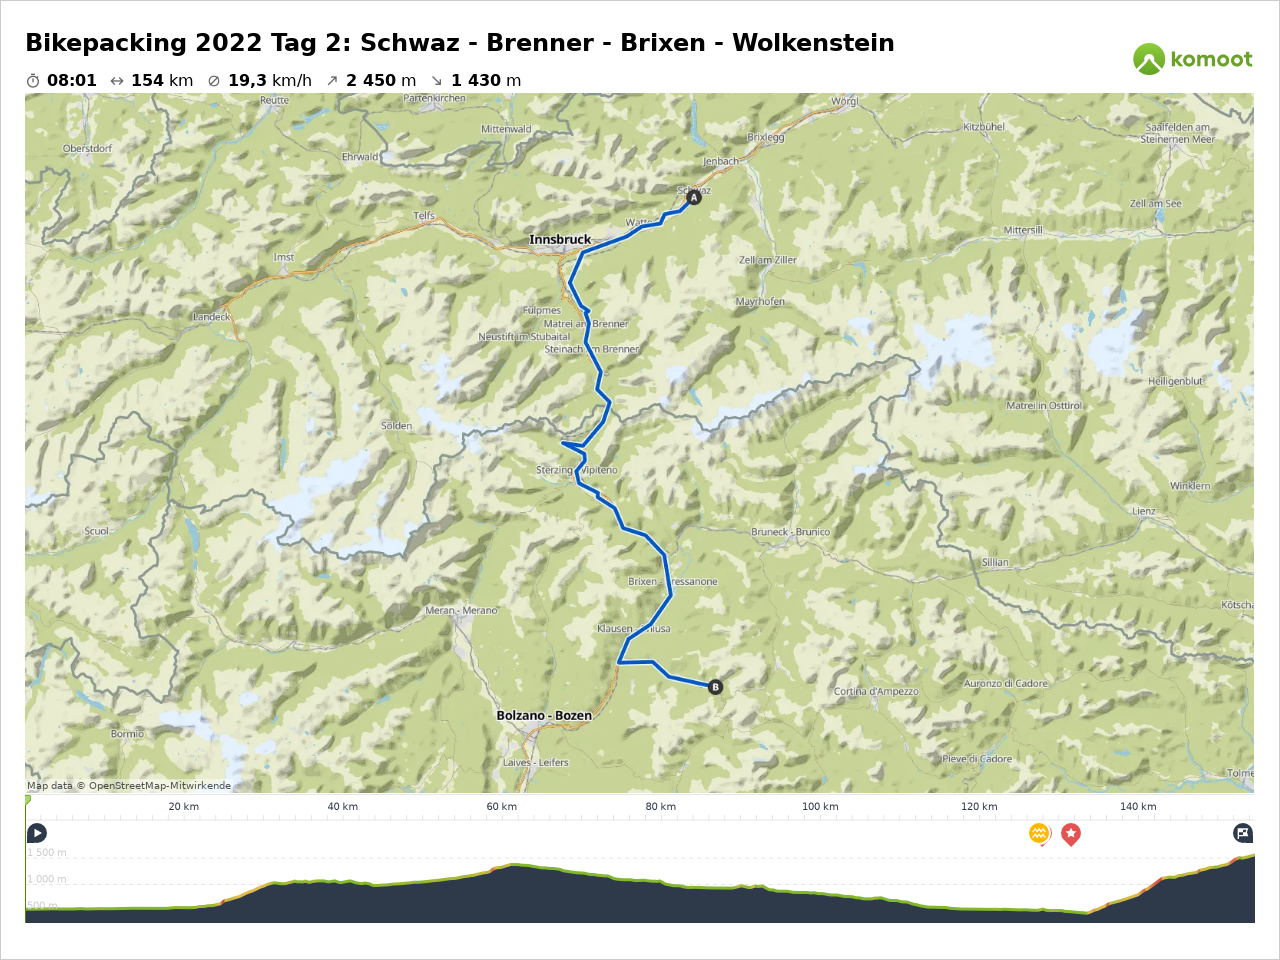 Bikepacking 2022 Tag 2: Schwaz - Brenner - Brixen - Wolkenstein
komoot
08:01 154 km 19,3 km/h 2 450 m 1 430 m
Reutte
Partenkirchen
Wörgl
Mittenwald
Kitzbühel
Saalfelden am
Steinernen Meer
Brixlegg
Oberstdorf
Ehrwald
Jenbach
Schwaz
A
Zell am See
Telfs
Mittersill
Innsbruck
Imst
Zell am Ziller
Mayrhofen
Fülpmes
Landeck
Matrei am Brenner
Neustift im Stubaital
Steinach am Brenner
Heiligenblut
Matrei in Osttirol
Sölden
Sterzing - Vipiteno
Winklern
Lienz
Scuol
Bruneck - Brunico
Sillian
Brixen - Bressanone
Meran - Merano
Klausen - Chiusa
B
Auronzo di Cadore
Cortina d'Ampezzo
Bolzano - Bozen
Bormio
Pieve di Cadore
Laives - Leifers
Map data © OpenStreetMap-Mitwirkende
20 km 40 km 60 km 80 km 100 km 120 km 140 km
1 500 m
1 000 m
500 m